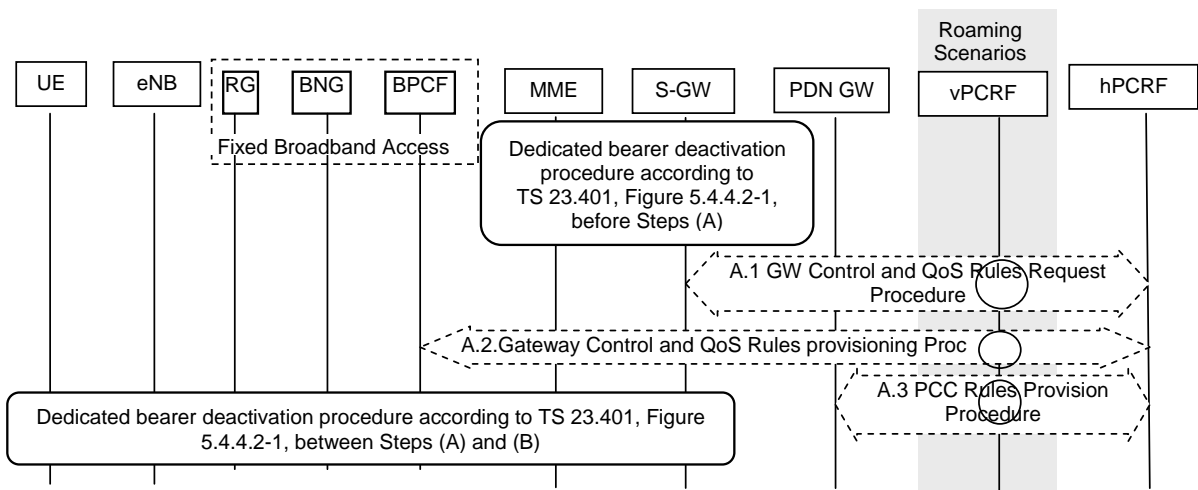 Roaming
Scenarios
UE
eNB
RG
BNG
BPCF
MME
S-GW
PDN GW
vPCRF
hPCRF
Fixed Broadband Access
Dedicated bearer deactivation
procedure according to
TS 23.401, Figure 5.4.4.2-1,
before Steps (A)
A.1 GW Control and QoS Rules Request
Procedure
A.2.Gateway Control and QoS Rules provisioning Proc
A.3 PCC Rules Provision
Procedure
Dedicated bearer deactivation procedure according to TS 23.401, Figure
5.4.4.2-1, between Steps (A) and (B)